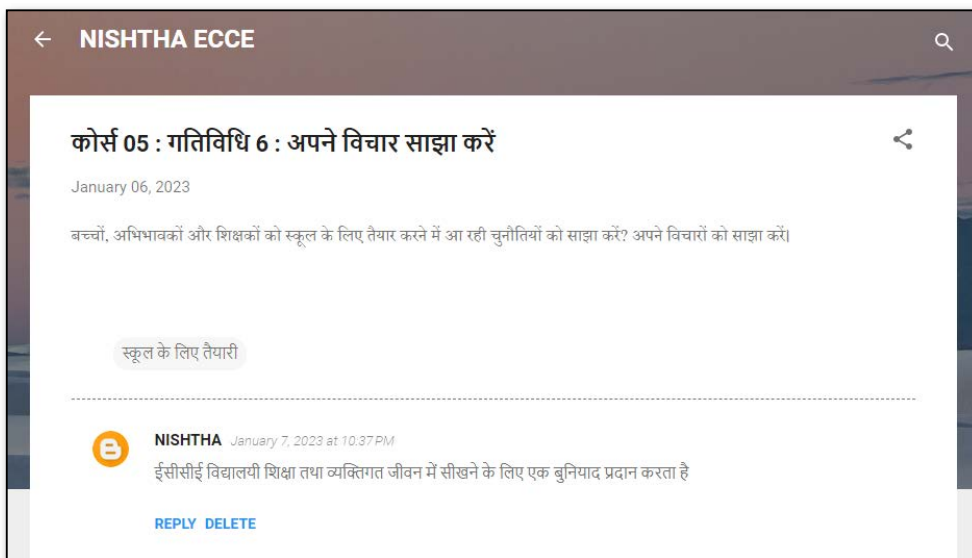 NISHTHA ECCE
कोर्स 05 : गतिविधि 6 : अपने विचार साझा करें
January 06, 2023
बच्चों, अभिभावकों और शिक्षकों को स्कूल के लिए तैयार करने में आ रही चुनौतियों को साझा करें? अपने विचारों को साझा करें|
स्कूल के लिए तैयारी
NISHTHA January 7, 2023 at 10:37 PM
ईसीसीई विद्यालयी शिक्षा तथा व्यक्तिगत जीवन में सीखने के लिए एक बुनियाद प्रदान करता है
REPLY DELETE